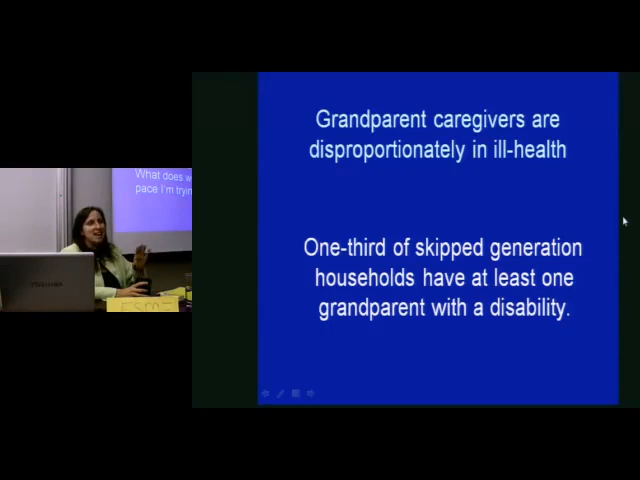 Grandparent caregivers are
disproportionately in ill-health
One-third of skipped generation
households have at least one
grandparent with a disability.
What does w
pace I'm tryin
TOSHIBA